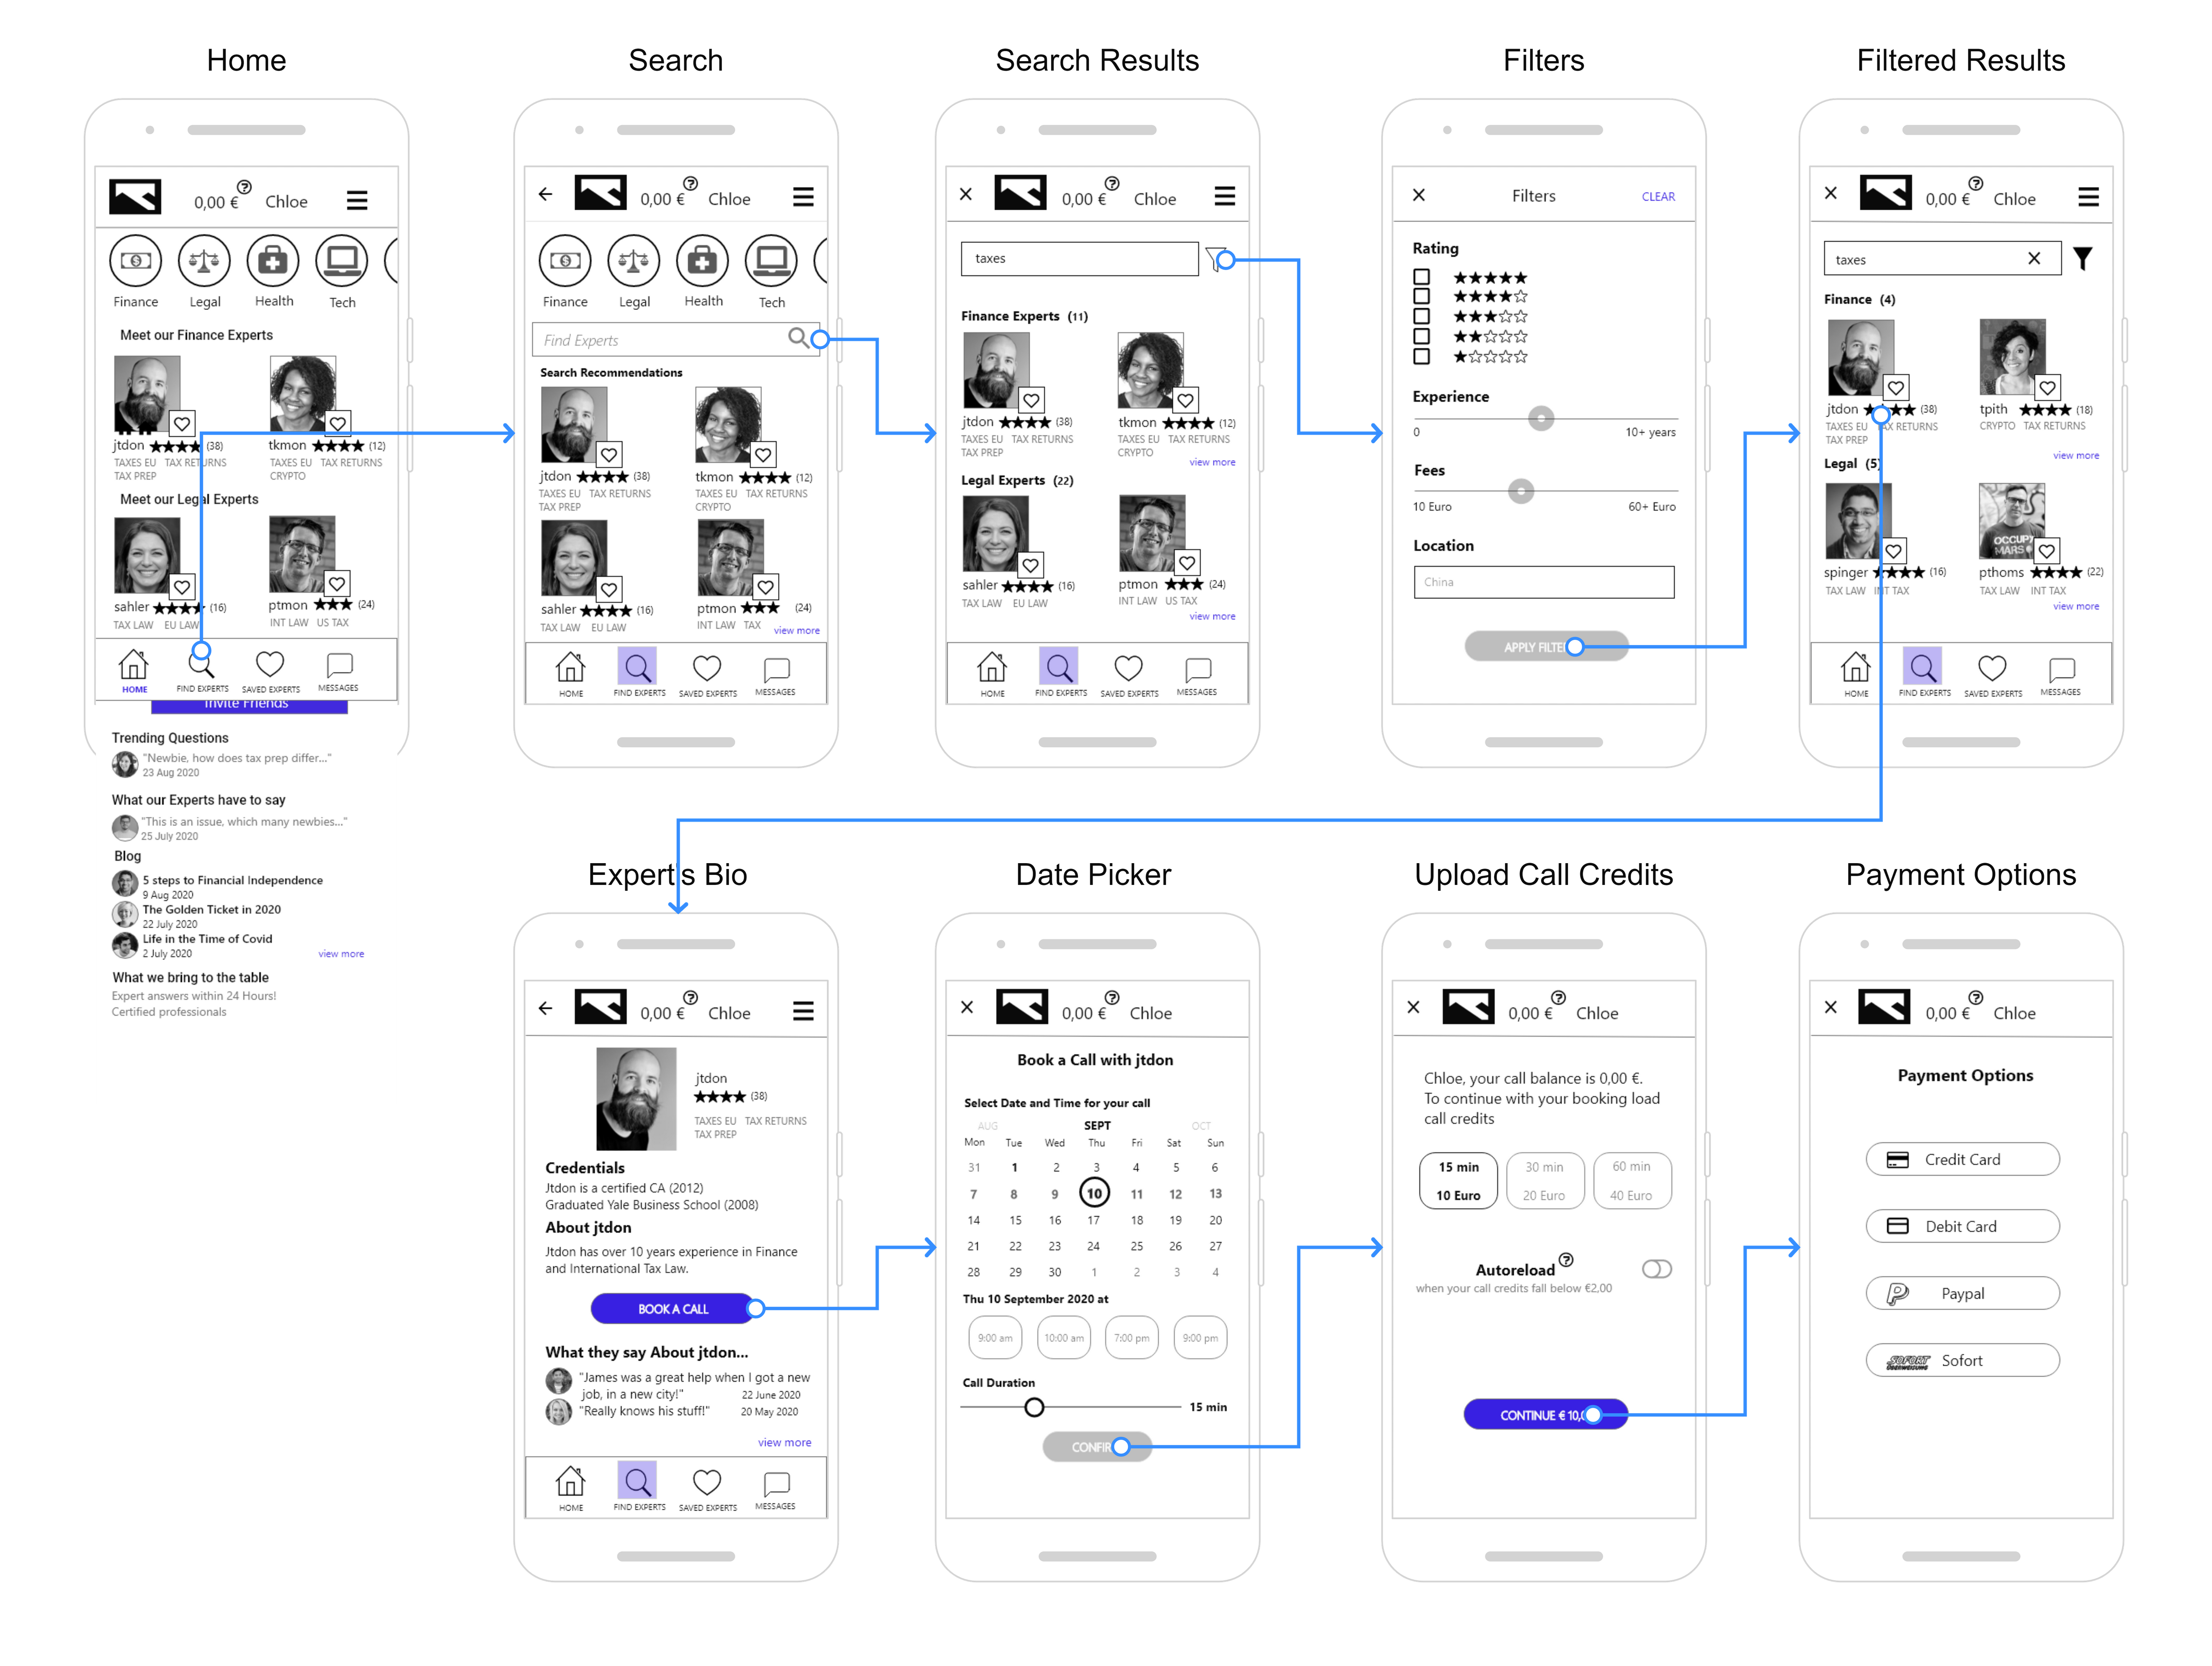 Home
0,00 € ? Chloe
Finance Legal Health Tech
Meet our Finance Experts
jtdon (38) tkmon (12)
TAXES EU TAX RETURNS TAXES EU TAX RETURNS
TAX PREP CRYPTO
Meet our Legal Experts
sahler (16) ptmon (24)
TAX LAW EU LAW INT LAW US TAX
HOME FIND EXPERTS SAVED EXPERTS MESSAGES
Invite Friends
Trending Questions
"Newbie, how does tax prep differ..."
23 Aug 2020
What our Experts have to say
"This is an issue, which many newbies..."
25 July 2020
Blog
5 steps to Financial Independence
9 Aug 2020
The Golden Ticket in 2020
22 July 2020
Life in the Time of Covid
2 July 2020 view more
What we bring to the table
Expert answers within 24 Hours!
Certified professionals
Search
0,00 € ? Chloe
Finance Legal Health Tech
Find Experts
Search Recommendations
jtdon (38) tkmon (12)
TAXES EU TAX RETURNS TAXES EU TAX RETURNS
TAX PREP CRYPTO
sahler (16) ptmon (24)
TAX LAW EU LAW INT LAW TAX
view more
HOME FIND EXPERTS SAVED EXPERTS MESSAGES
Search Results
0,00 € ? Chloe
taxes
Finance Experts (11)
jtdon (38) tkmon (12)
TAXES EU TAX RETURNS TAXES EU TAX RETURNS
TAX PREP CRYPTO
view more
Legal Experts (22)
sahler (16) ptmon (24)
TAX LAW EU LAW INT LAW US TAX
view more
HOME FIND EXPERTS SAVED EXPERTS MESSAGES
Filters
Filters CLEAR
Rating
Experience
0 10+ years
Fees
10 Euro 60+ Euro
Location
China
APPLY FILTE
Filtered Results
0,00 € ? Chloe
taxes
Finance (4)
jtdon (38) tpith (18)
TAXES EU TAX RETURNS CRYPTO TAX RETURNS
TAX PREP
view more
Legal (5)
OCCUPY
MARS
spinger (16) pthoms (22)
TAX LAW INT TAX TAX LAW INT TAX
view more
HOME FIND EXPERTS SAVED EXPERTS MESSAGES
Expert's Bio
0,00 € ? Chloe
jtdon
(38)
TAXES EU TAX RETURNS
TAX PREP
Credentials
Jtdon is a certified CA (2012)
Graduated Yale Business School (2008)
About jtdon
Jtdon has over 10 years experience in Finance
and International Tax Law.
BOOK A CALL
What they say About jtdon...
"James was a great help when I got a new
job, in a new city!" 22 June 2020
"Really knows his stuff!" 20 May 2020
view more
HOME FIND EXPERTS SAVED EXPERTS MESSAGES
Date Picker
0,00 € ? Chloe
Book a Call with jtdon
Select Date and Time for your call
AUG SEPT OCT
Mon Tue Wed Thu Fri Sat Sun
31 1 2 3 4 5 6
7 8 9 10 11 12 13
14 15 16 17 18 19 20
21 22 23 24 25 26 27
28 29 30 1 2 3 4
Thu 10 September 2020 at
9:00 am 10:00 am 7:00 pm 9:00 pm
Call Duration
15 min
CONFIR
Upload Call Credits
0,00 € ? Chloe
Chloe, your call balance is 0,00 €.
To continue with your booking load
call credits
15 min 30 min 60 min
10 Euro 20 Euro 40 Euro
Autoreload ?
when your call credits fall below €2,00
CONTINUE € 10,0
Payment Options
0,00 € ? Chloe
Payment Options
Credit Card
Debit Card
Paypal
SOFORT Sofort
ÜBERWEISUNG